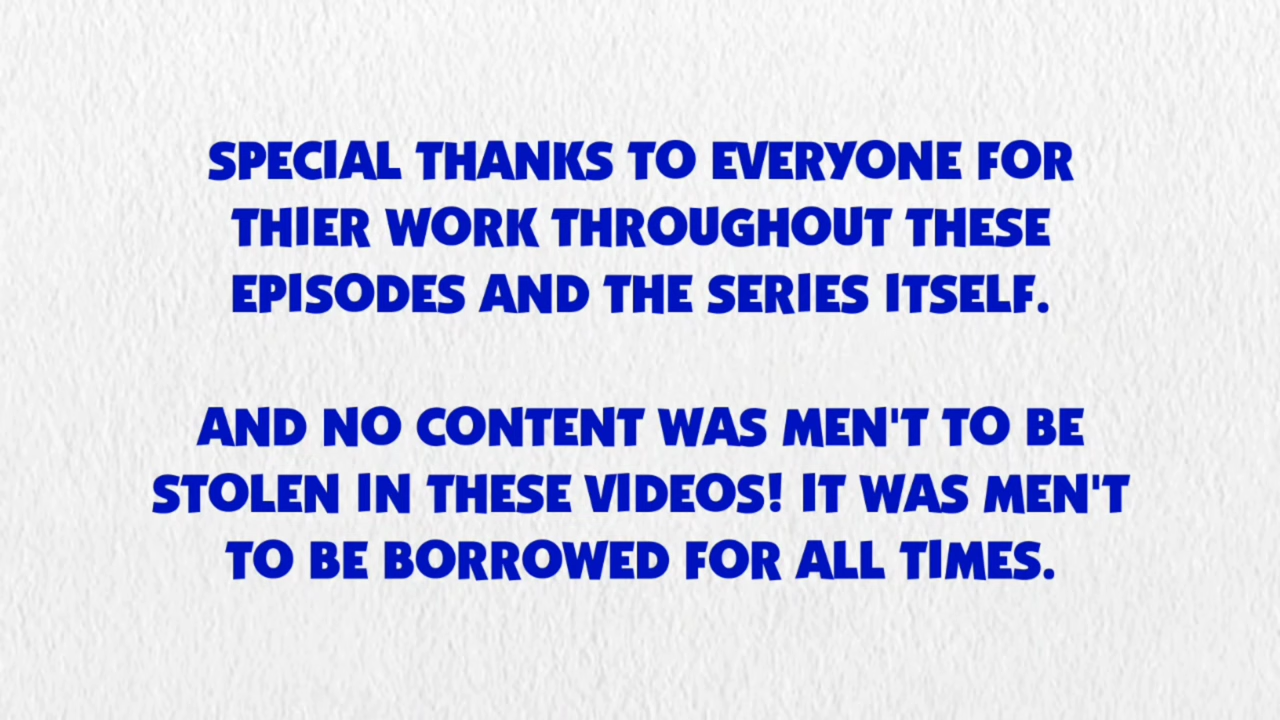 SPECIAL THANKS TO EVERYONE FOR
THIER WORK THROUGHOUT THESE
EPISODES AND THE SERIES ITSELF.
AND NO CONTENT WAS MEN'T TO BE
STOLEN IN THESE VIDEOS! IT WAS MEN'T
TO BE BORROWED FOR ALL TIMES.